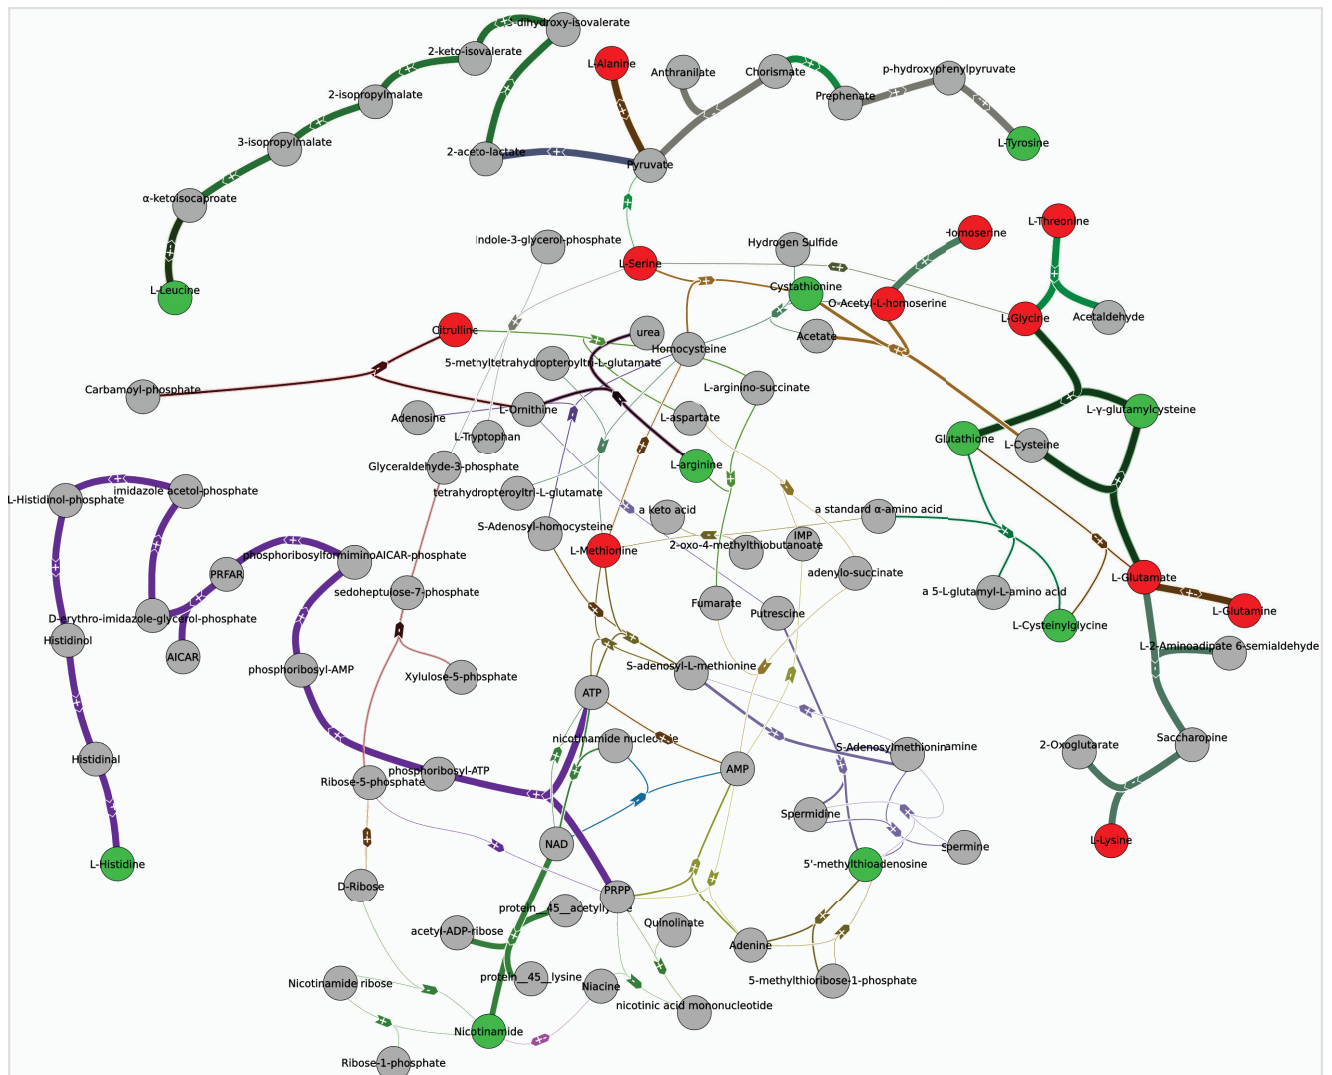 3-dihydroxy-isovalerate
2-keto-isovalerate
L-Alanine
Anthranilate
Chorismate
p-hydroxyphenylpyruvate
2-isopropylmalate
Prephenate
3-isopropylmalate
2-aceto-lactate
Pyruvate
L-Tyrosine
α-ketoisocaproate
L-Threonine
Homoserine
Indole-3-glycerol-phosphate
Hydrogen Sulfide
L-Serine
L-Leucine
Cystathionine
O-Acetyl-L-homoserine
L-Glycine
Acetaldehyde
Citrulline
urea
Acetate
Homocysteine
5-methyltetrahydropteroyltri-L-glutamate
Carbamoyl-phosphate
L-arginino-succinate
L-Ornithine
Adenosine
L-aspartate
L-γ-glutamylcysteine
L-Tryptophan
Glutathione
L-Cysteine
Glyceraldehyde-3-phosphate
L-arginine
imidazole acetol-phosphate
L-Histidinol-phosphate
tetrahydropteroyltri-L-glutamate
a keto acid
a standard α-amino acid
S-Adenosyl-homocysteine
IMP
2-oxo-4-methylthiobutanoate
L-Methionine
phosphoribosylformiminoAICAR-phosphate
PRFAR
adenylo-succinate
L-Glutamate
sedoheptulose-7-phosphate
a 5-L-glutamyl-L-amino acid
Fumarate
Putrescine
L-Glutamine
D-erythro-imidazole-glycerol-phosphate
L-Cysteinylglycine
Histidinol
L-2-Aminoadipate 6-semialdehyde
AICAR
phosphoribosyl-AMP
Xylulose-5-phosphate
S-adenosyl-L-methionine
ATP
nicotinamide nucleotide
2-Oxoglutarate
Saccharopine
S-Adenosylmethioninamine
Histidinal
phosphoribosyl-ATP
AMP
Ribose-5-phosphate
Spermidine
L-Lysine
NAD
Spermine
L-Histidine
5'-methylthioadenosine
D-Ribose
PRPP
protein__45__acetylly
Quinolinate
acetyl-ADP-ribose
Adenine
protein__45__lysine
Nicotinamide ribose
Niacine
5-methylthioribose-1-phosphate
nicotinic acid mononucleotide
Nicotinamide
Ribose-1-phosphate